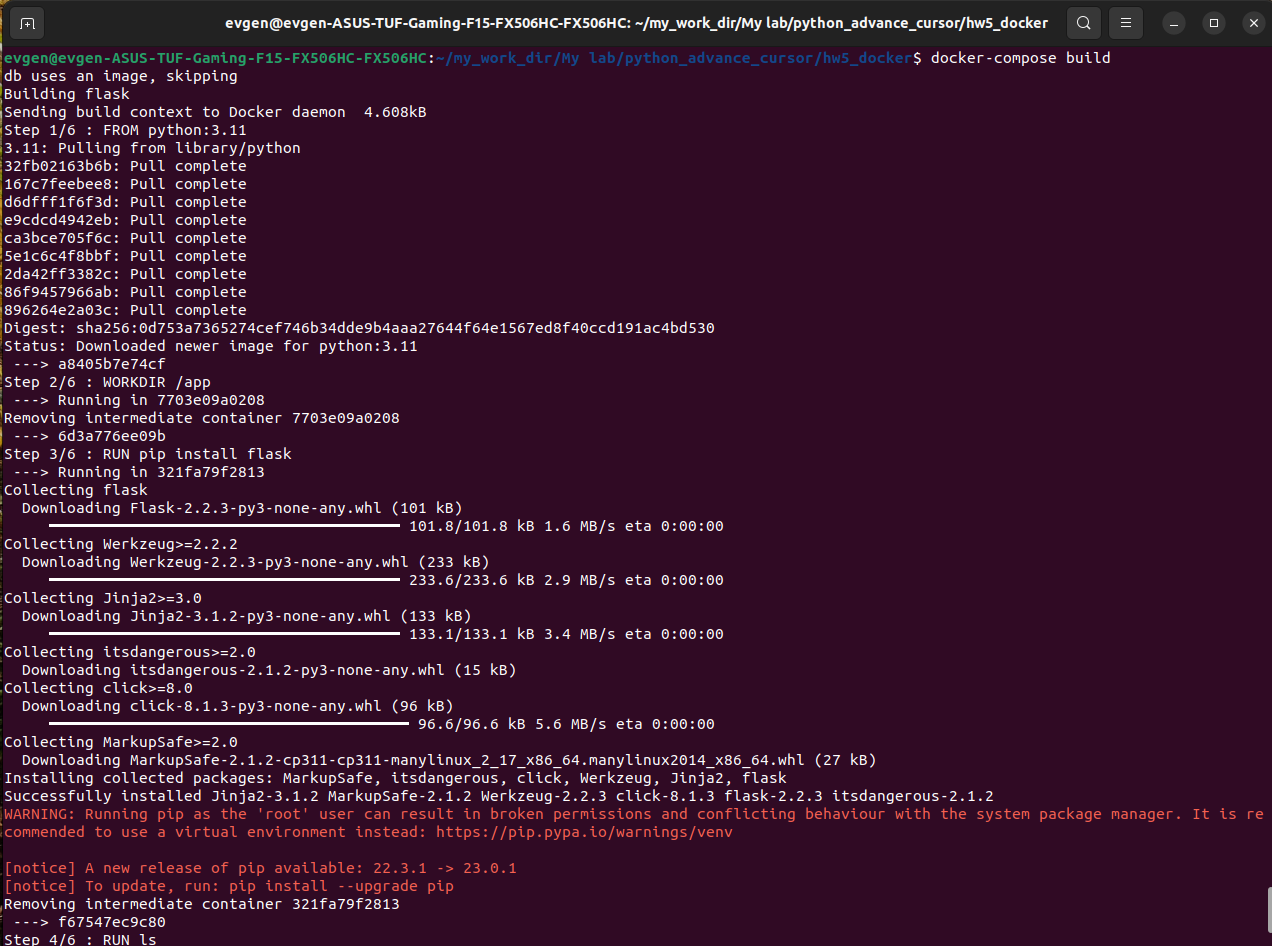 evgen@evgen-ASUS-TUF-Gaming-F15-FX506HC-FX506HC: ~/my_work_dir/My lab/python_advance_cursor/hw5_docker
evgen@evgen-ASUS-TUF-Gaming-F15-FX506HC-FX506HC:~/my_work_dir/My lab/python_advance_cursor/hw5_docker$ docker-compose build
db uses an image, skipping
Building flask
Sending build context to Docker daemon  4.608kB
Step 1/6 : FROM python:3.11
3.11: Pulling from library/python
32fb02163b6b: Pull complete
167c7feebee8: Pull complete
d6dfff1f6f3d: Pull complete
e9cdcd4942eb: Pull complete
ca3bce705f6c: Pull complete
5e1c6c4f8bbf: Pull complete
2da42ff3382c: Pull complete
86f9457966ab: Pull complete
896264e2a03c: Pull complete
Digest: sha256:0d753a7365274cef746b34dde9b4aaa27644f64e1567ed8f40ccd191ac4bd530
Status: Downloaded newer image for python:3.11
 ---> a8405b7e74cf
Step 2/6 : WORKDIR /app
 ---> Running in 7703e09a0208
Removing intermediate container 7703e09a0208
 ---> 6d3a776ee09b
Step 3/6 : RUN pip install flask
 ---> Running in 321fa79f2813
Collecting flask
  Downloading Flask-2.2.3-py3-none-any.whl (101 kB)
101.8/101.8 kB 1.6 MB/s eta 0:00:00
Collecting Werkzeug>=2.2.2
  Downloading Werkzeug-2.2.3-py3-none-any.whl (233 kB)
233.6/233.6 kB 2.9 MB/s eta 0:00:00
Collecting Jinja2>=3.0
  Downloading Jinja2-3.1.2-py3-none-any.whl (133 kB)
133.1/133.1 kB 3.4 MB/s eta 0:00:00
Collecting itsdangerous>=2.0
  Downloading itsdangerous-2.1.2-py3-none-any.whl (15 kB)
Collecting click>=8.0
  Downloading click-8.1.3-py3-none-any.whl (96 kB)
96.6/96.6 kB 5.6 MB/s eta 0:00:00
Collecting MarkupSafe>=2.0
  Downloading MarkupSafe-2.1.2-cp311-cp311-manylinux_2_17_x86_64.manylinux2014_x86_64.whl (27 kB)
Installing collected packages: MarkupSafe, itsdangerous, click, Werkzeug, Jinja2, flask
Successfully installed Jinja2-3.1.2 MarkupSafe-2.1.2 Werkzeug-2.2.3 click-8.1.3 flask-2.2.3 itsdangerous-2.1.2
WARNING: Running pip as the 'root' user can result in broken permissions and conflicting behaviour with the system package manager. It is re
commended to use a virtual environment instead: https://pip.pypa.io/warnings/venv
[notice] A new release of pip available: 22.3.1 -> 23.0.1
[notice] To update, run: pip install --upgrade pip
Removing intermediate container 321fa79f2813
 ---> f67547ec9c80
Step 4/6 : RUN ls